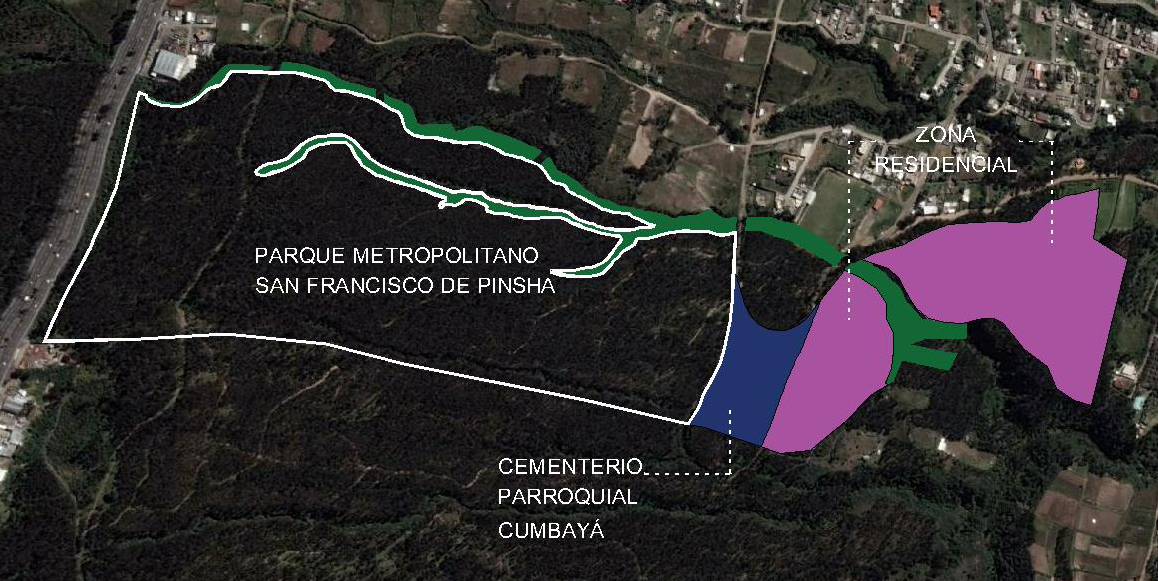 ZONA
RESIDENCIAL
PARQUE METROPOLITANO
SAN FRANCISCO DE PINSHA
CEMENTERIO
PARROQUIAL
CUMBAYÁ